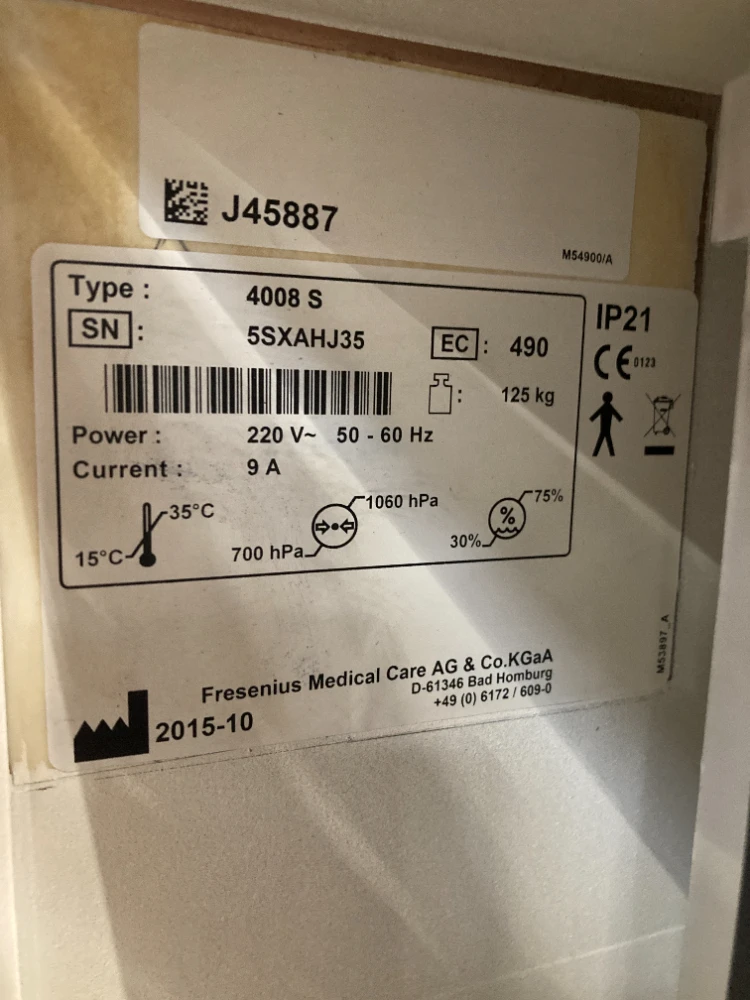 J45887
M54900/A
Type : 4008 S
SN : 5SXAHJ35
EC : 490
: 125 kg
Power : 220 V~ 50 - 60 Hz
Current : 9 A
35°C
15°C
1060 hPa
700 hPa
%
75%
30%
IP21
CE 0123
M53897_A
Fresenius Medical Care AG & Co.KGaA
D-61346 Bad Homburg
+49 (0) 6172 / 609-0
2015-10